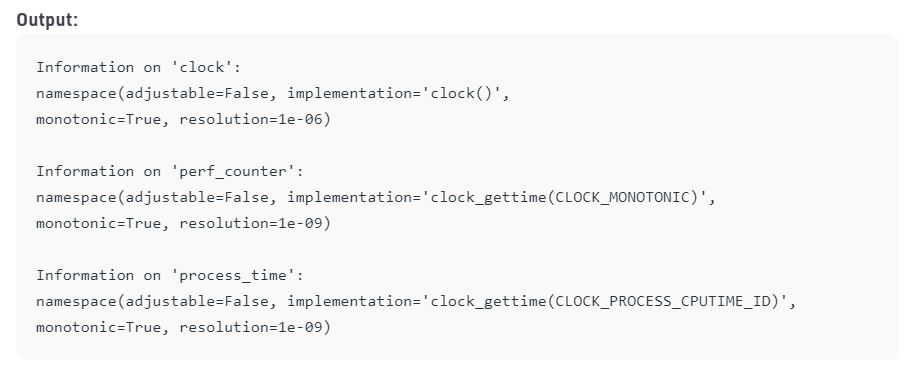 Output:
Information on 'clock':
namespace(adjustable=False, implementation='clock()',
monotonic=True, resolution=1e-06)
Information on 'perf_counter':
namespace(adjustable=False, implementation='clock_gettime(CLOCK_MONOTONIC)',
monotonic=True, resolution=1e-09)
Information on 'process_time':
namespace(adjustable=False, implementation='clock_gettime(CLOCK_PROCESS_CPUTIME_ID)',
monotonic=True, resolution=1e-09)